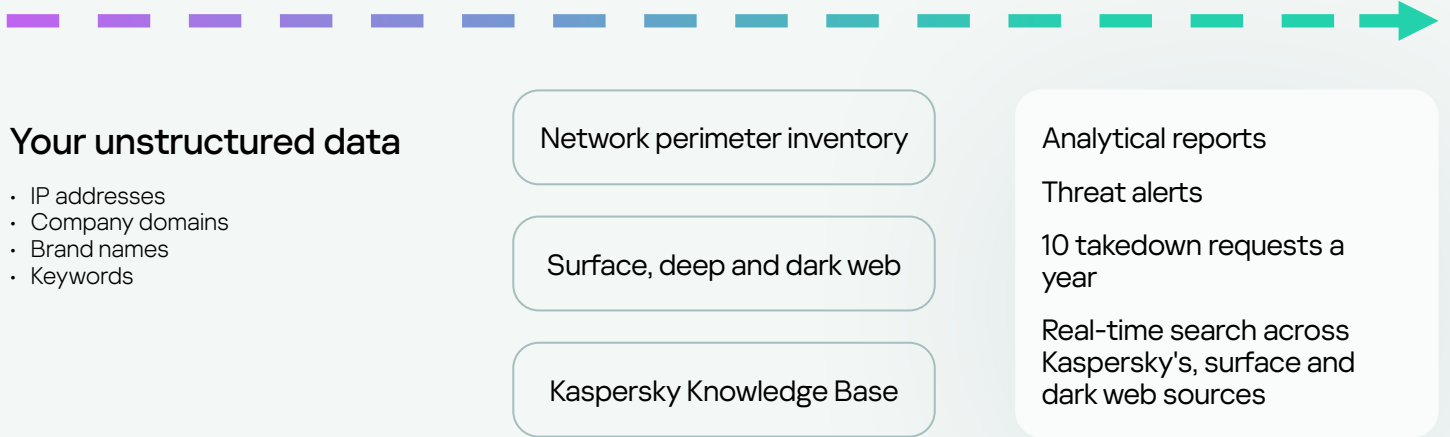 Your unstructured data
• IP addresses
• Company domains
• Brand names
• Keywords
Network perimeter inventory
Surface, deep and dark web
Kaspersky Knowledge Base
Analytical reports
Threat alerts
10 takedown requests a
year
Real-time search across
Kaspersky's, surface and
dark web sources